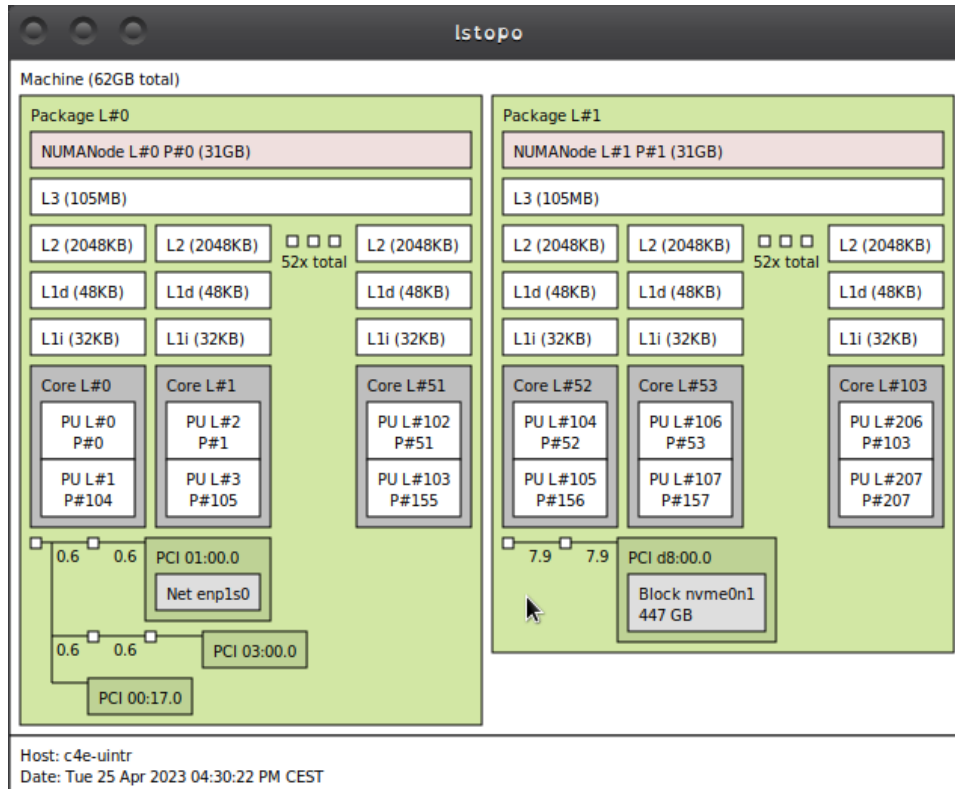 lstopo
Machine (62GB total)
Package L#0
NUMANode L#0 P#0 (31GB)
L3 (105MB)
L2 (2048KB)
L2 (2048KB)
52x total
L2 (2048KB)
L1d (48KB)
L1d (48KB)
L1d (48KB)
L1i (32KB)
L1i (32KB)
L1i (32KB)
Core L#0
PU L#0
P#0
PU L#1
P#104
Core L#1
PU L#2
P#1
PU L#3
P#105
Core L#51
PU L#102
P#51
PU L#103
P#155
0.6
0.6
PCI 01:00.0
Net enp1s0
0.6
0.6
PCI 03:00.0
PCI 00:17.0
Package L#1
NUMANode L#1 P#1 (31GB)
L3 (105MB)
L2 (2048KB)
L2 (2048KB)
52x total
L2 (2048KB)
L1d (48KB)
L1d (48KB)
L1d (48KB)
L1i (32KB)
L1i (32KB)
L1i (32KB)
Core L#52
PU L#104
P#52
PU L#105
P#156
Core L#53
PU L#106
P#53
PU L#107
P#157
Core L#103
PU L#206
P#103
PU L#207
P#207
7.9
7.9
PCI d8:00.0
Block nvme0n1
447 GB
Host: c4e-uintr
Date: Tue 25 Apr 2023 04:30:22 PM CEST